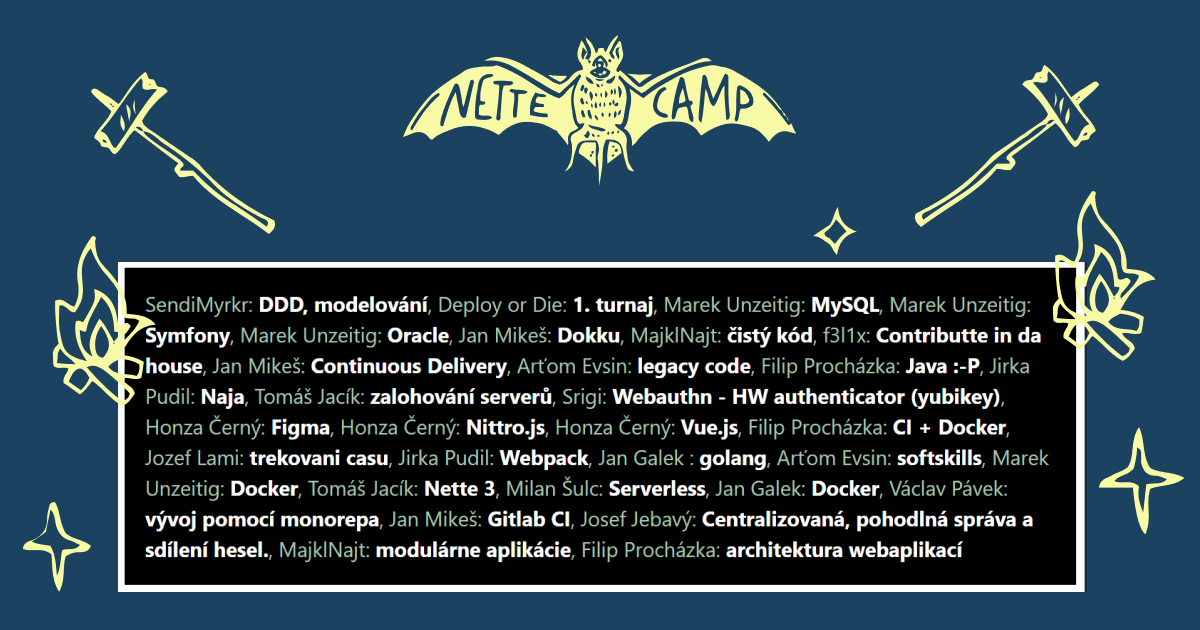 NETTE CAMP
SendiMyrkr: DDD, modelování, Deploy or Die: 1. turnaj, Marek Unzeitig: MySQL, Marek Unzeitig:
Symfony, Marek Unzeitig: Oracle, Jan Mikeš: Dokku, MajklNajt: čistý kód, f3l1x: Contributte in da
house, Jan Mikeš: Continuous Delivery, Arťom Evsin: legacy code, Filip Procházka: Java :-P, Jirka
Pudil: Naja, Tomáš Jacík: zalohování serverů, Srigi: Webauthn - HW authenticator (yubikey),
Honza Černý: Figma, Honza Černý: Nittro.js, Honza Černý: Vue.js, Filip Procházka: CI + Docker,
Jozef Lami: trekovani casu, Jirka Pudil: Webpack, Jan Galek : golang, Arťom Evsin: softskills, Marek
Unzeitig: Docker, Tomáš Jacík: Nette 3, Milan Šulc: Serverless, Jan Galek: Docker, Václav Pávek:
vývoj pomocí monorepa, Jan Mikeš: Gitlab CI, Josef Jebavý: Centralizovaná, pohodlná správa a
sdílení hesel., MajklNajt: modulárne aplikácie, Filip Procházka: architektura webaplikací